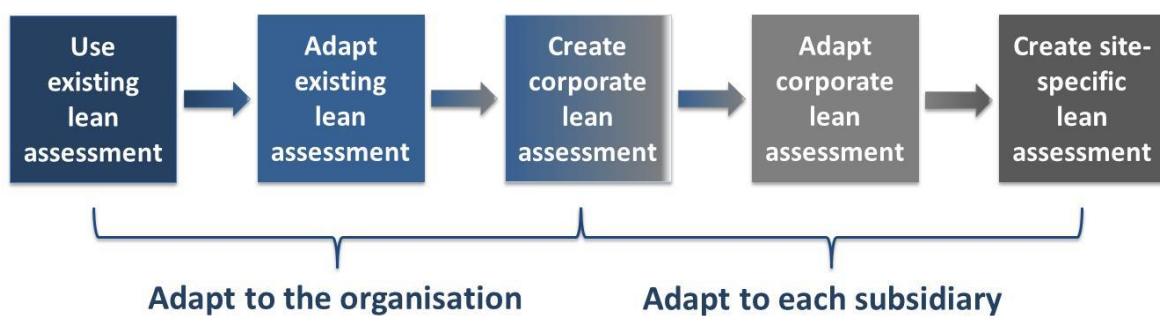 Use
existing
lean
assessment
Adapt
existing
lean
assessment
Create
corporate
lean
assessment
Adapt
corporate
lean
assessment
Create site-
specific
lean
assessment
Adapt to the organisation
Adapt to each subsidiary